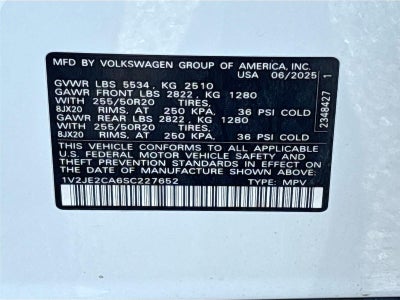 MFD. BY VOLKSWAGEN GROUP OF AMERICA, INC.
USA 06/2025
GVWR LBS 5534, KG 2510
GAWR FRONT LBS 2822, KG 1280
WITH 255/50R20 TIRES,
8JX20 RIMS, AT 250 KPA. 36 PSI COLD
GAWR REAR LBS 2822, KG 1280
WITH 255/50R20 TIRES,
8JX20 RIMS, AT 250 KPA. 36 PSI COLD
THIS VEHICLE CONFORMS TO ALL APPLICABLE
U.S. FEDERAL MOTOR VEHICLE SAFETY AND
THEFT PREVENTION STANDARDS IN EFFECT ON
THE DATE OF MANUFACTURE SHOWN ABOVE.
1V2JE2CA6SC227652 TYPE: MPV
2348427 1